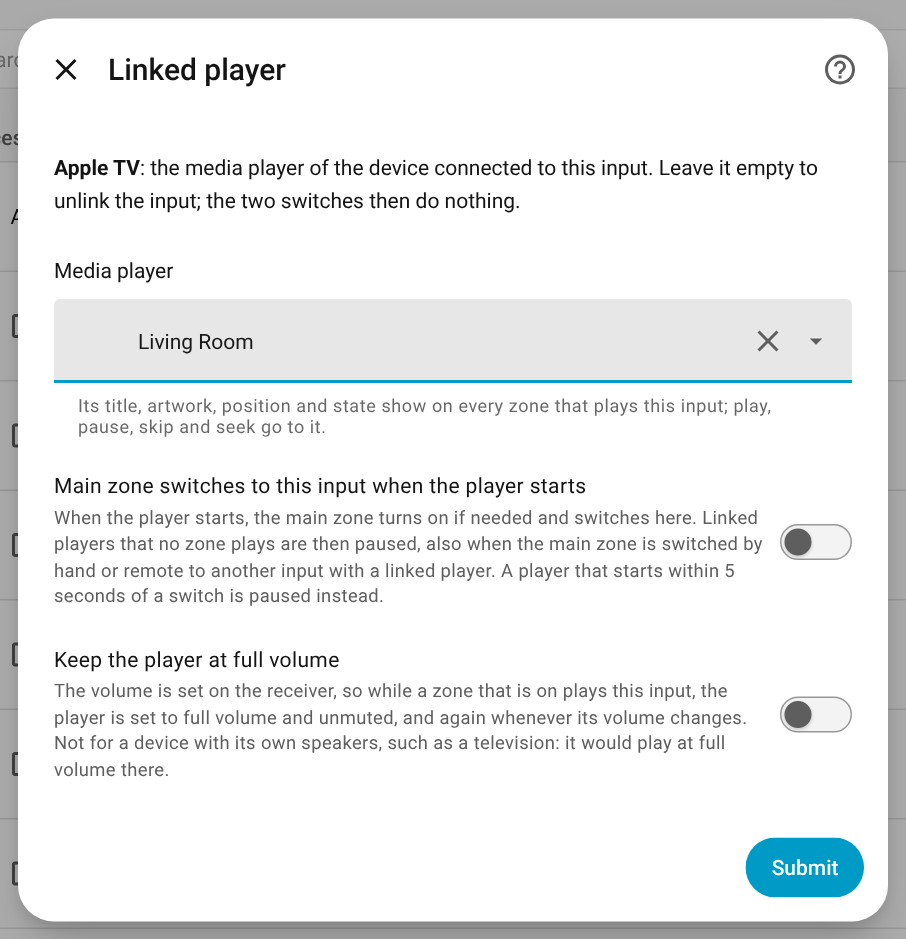 Linked player
Apple TV: the media player of the device connected to this input. Leave it empty to
unlink the input; the two switches then do nothing.
Media player
Living Room
Its title, artwork, position and state show on every zone that plays this input; play,
pause, skip and seek go to it.
Main zone switches to this input when the player starts
When the player starts, the main zone turns on if needed and switches here. Linked
players that no zone plays are then paused, also when the main zone is switched by
hand or remote to another input with a linked player. A player that starts within 5
seconds of a switch is paused instead.
Keep the player at full volume
The volume is set on the receiver, so while a zone that is on plays this input, the
player is set to full volume and unmuted, and again whenever its volume changes.
Not for a device with its own speakers, such as a television: it would play at full
volume there.
Submit